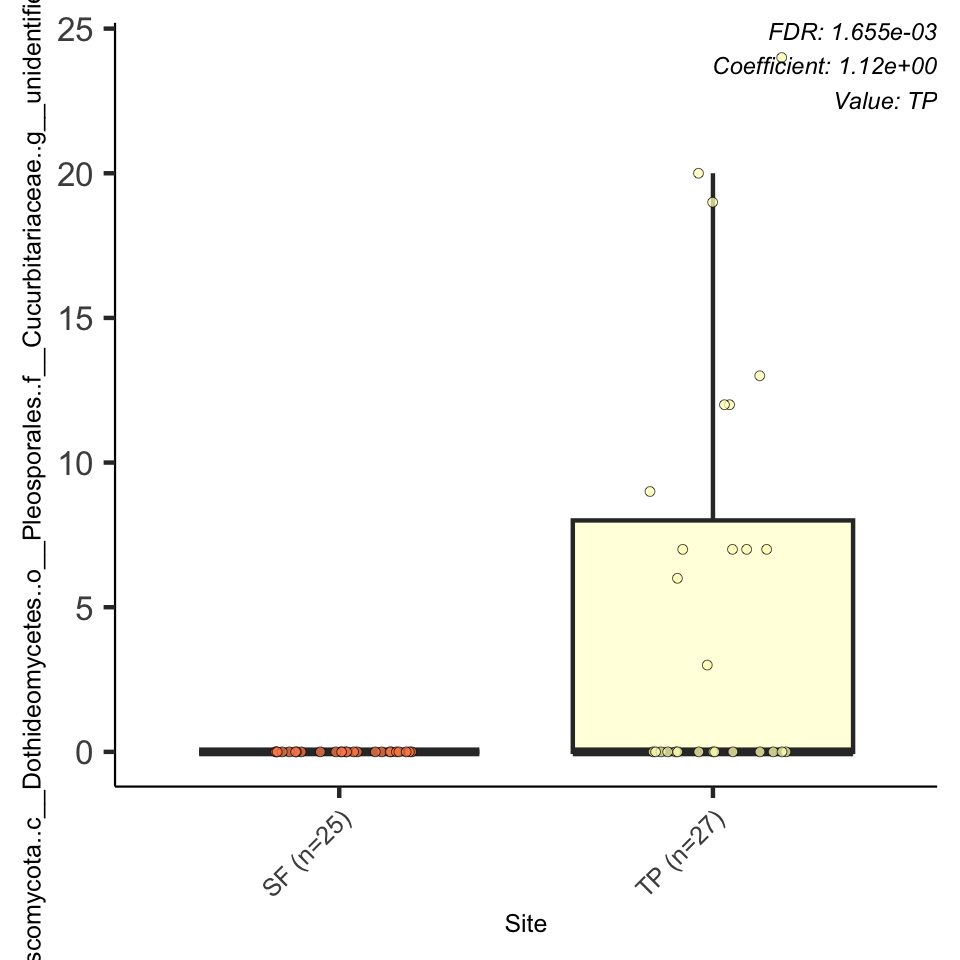 FDR: 1.655e-03
Coefficient: 1.12e+00
Value: TP
25
20
15
10
5
0
scomycota..c__Dothideomycetes..o__Pleosporales..f__Cucurbitariaceae..g__unidentifie
SF (n=25)
TP (n=27)
Site